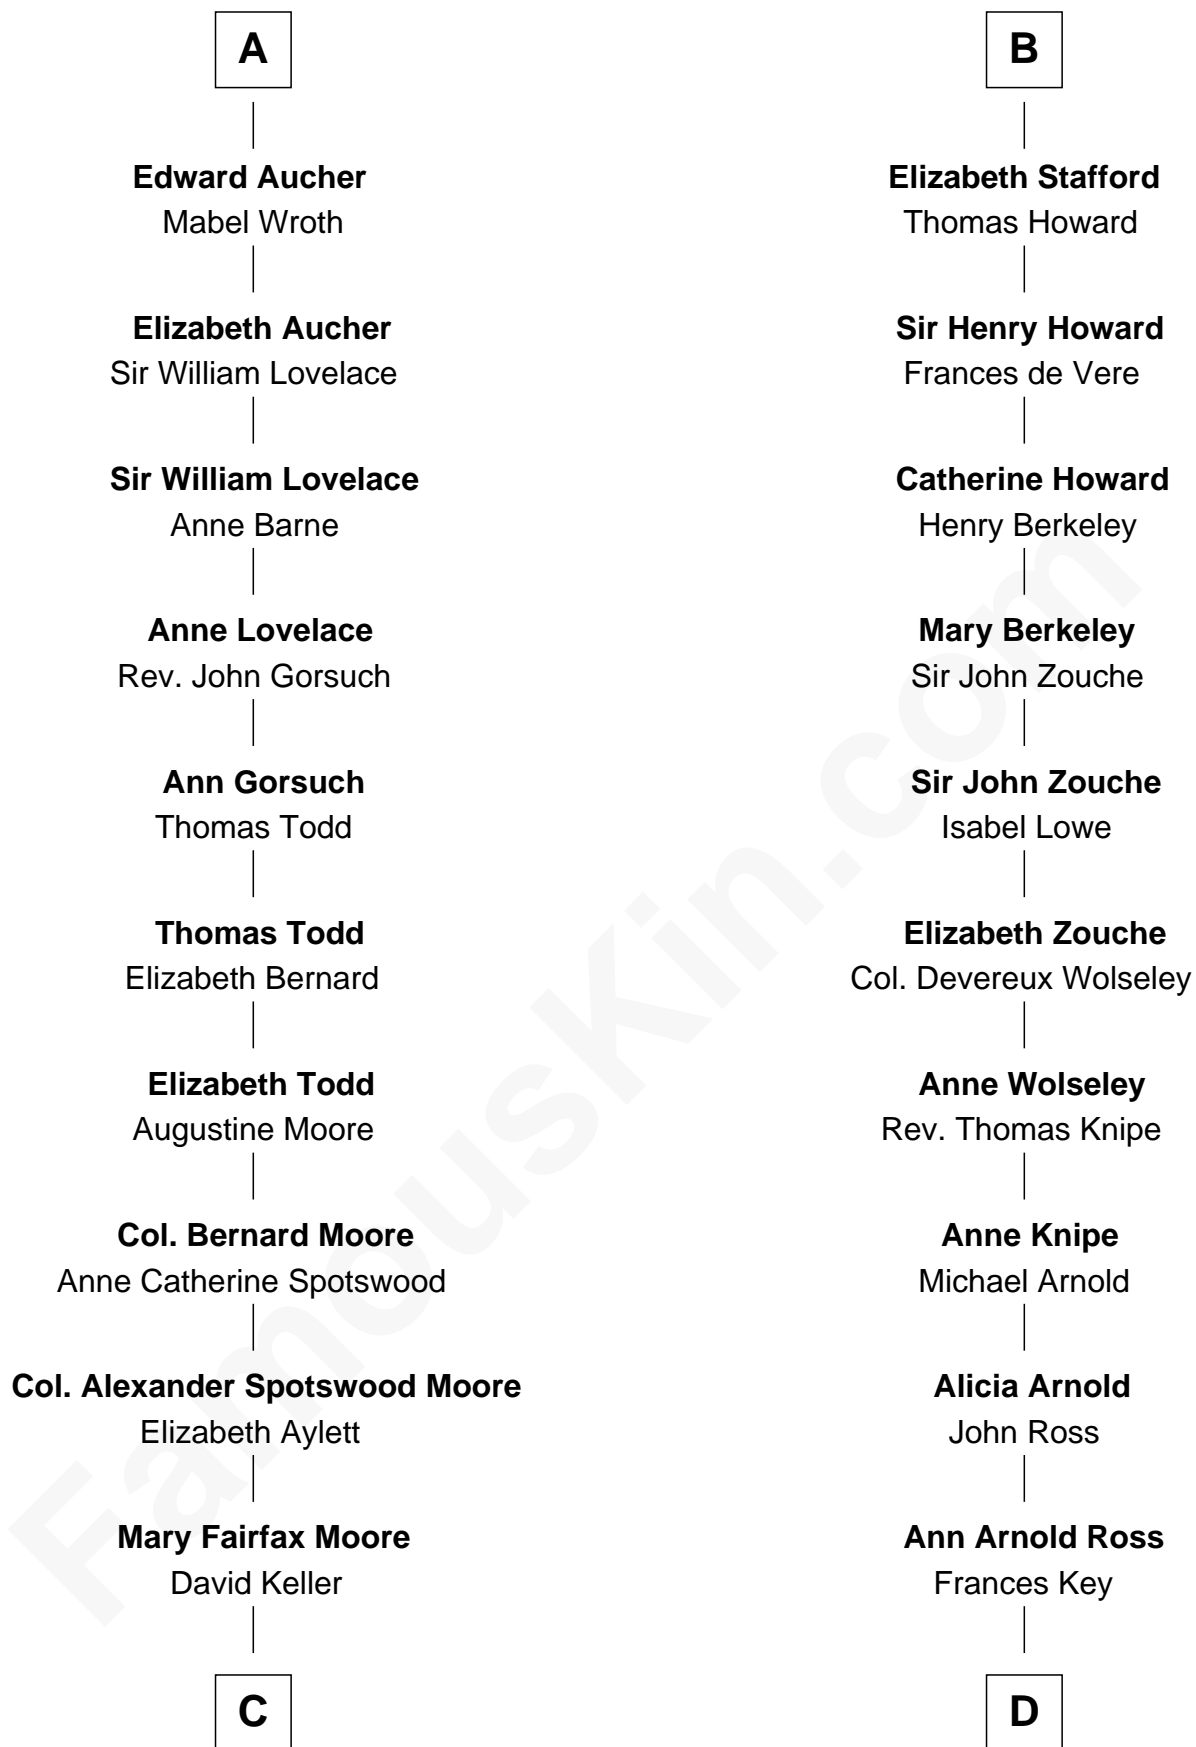 A
Edward Aucher
Mabel Wroth
Elizabeth Aucher
Sir William Lovelace
Sir William Lovelace
Anne Barne
Anne Lovelace
Rev. John Gorsuch
Ann Gorsuch
Thomas Todd
Thomas Todd
Elizabeth Bernard
Elizabeth Todd
Augustine Moore
Col. Bernard Moore
Anne Catherine Spotswood
Col. Alexander Spotswood Moore
Elizabeth Aylett
Mary Fairfax Moore
David Keller
C
B
Elizabeth Stafford
Thomas Howard
Sir Henry Howard
Frances de Vere
Catherine Howard
Henry Berkeley
Mary Berkeley
Sir John Zouche
Sir John Zouche
Isabel Lowe
Elizabeth Zouche
Col. Devereux Wolseley
Anne Wolseley
Rev. Thomas Knipe
Anne Knipe
Michael Arnold
Alicia Arnold
John Ross
Ann Arnold Ross
Frances Key
D
FamousKin.com